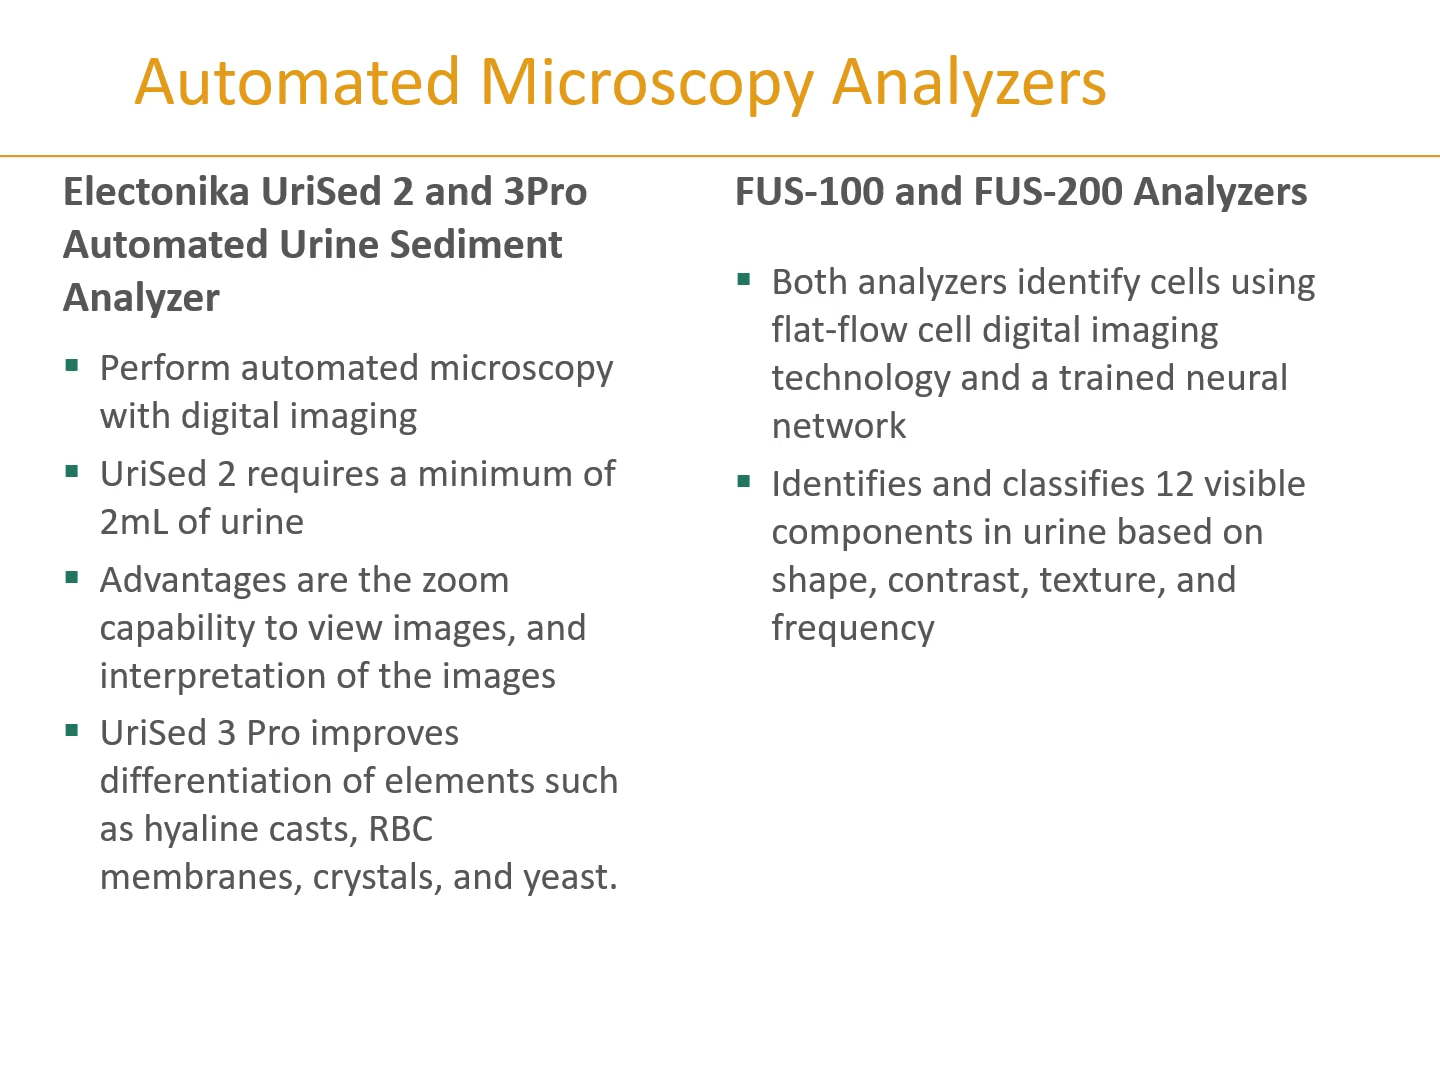 Automated Microscopy Analyzers
Electonika UriSed 2 and 3Pro
Automated Urine Sediment
Analyzer
▪ Perform automated microscopy
with digital imaging
▪ UriSed 2 requires a minimum of
2mL of urine
▪ Advantages are the zoom
capability to view images, and
interpretation of the images
▪ UriSed 3 Pro improves
differentiation of elements such
as hyaline casts, RBC
membranes, crystals, and yeast.
FUS-100 and FUS-200 Analyzers
▪ Both analyzers identify cells using
flat-flow cell digital imaging
technology and a trained neural
network
▪ Identifies and classifies 12 visible
components in urine based on
shape, contrast, texture, and
frequency